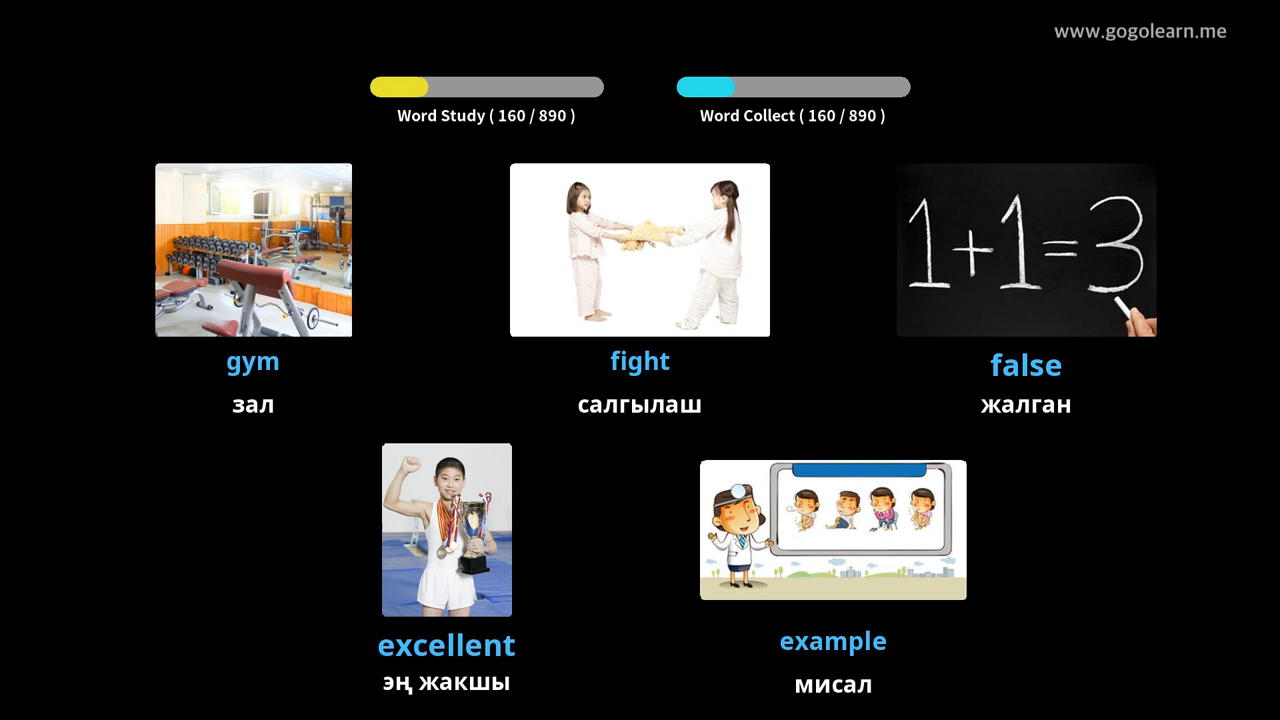 www.gogolearn.me
Word Study ( 160 / 890 )
Word Collect ( 160 / 890 )
1+1=3
gym
fight
false
зал
салгылаш
жалган
excellent
example
эң жакшы
мисал